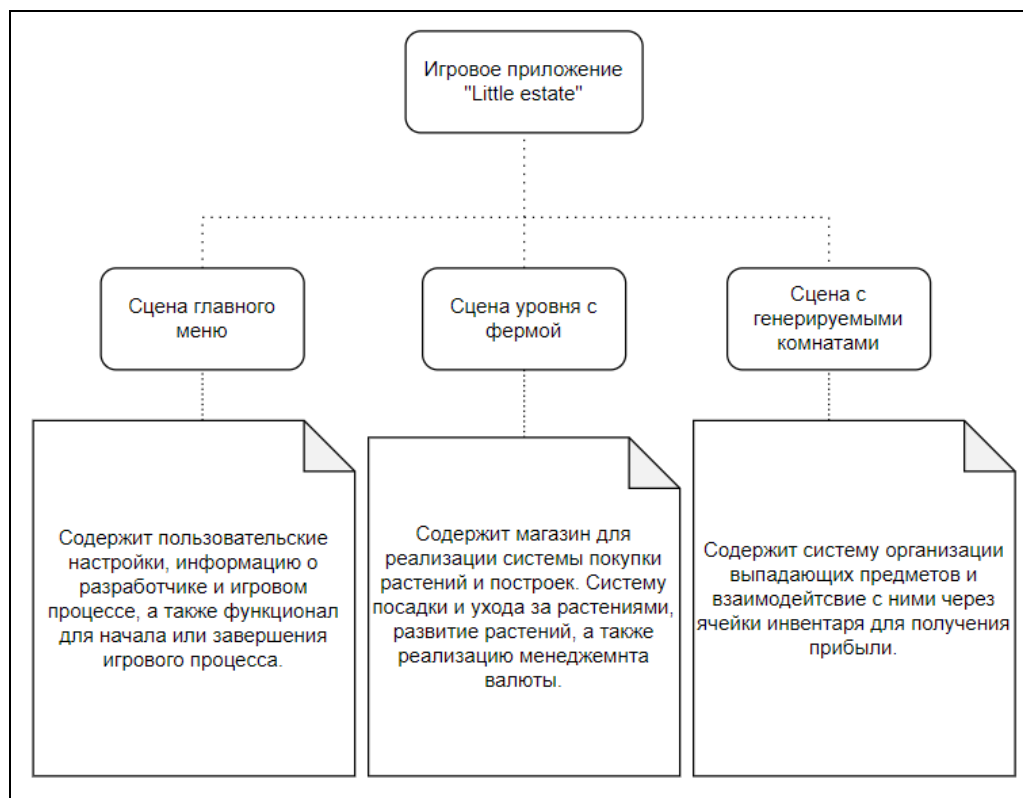 Игровое приложение
"Little estate"
Сцена главного
меню
Сцена уровня с
фермой
Сцена с
генерируемыми
комнатами
Содержит пользовательские
настройки, информацию о
разработчике и игровом
процессе, а также функционал
для начала или завершения
игрового процесса.
Содержит магазин для
реализации системы покупки
растений и построек. Систему
посадки и ухода за растениями,
развитие растений, а также
реализацию менеджемнта
валюты.
Содержит систему организации
выпадающих предметов и
взаимодейтсвие с ними через
ячейки инвентаря для получения
прибыли.